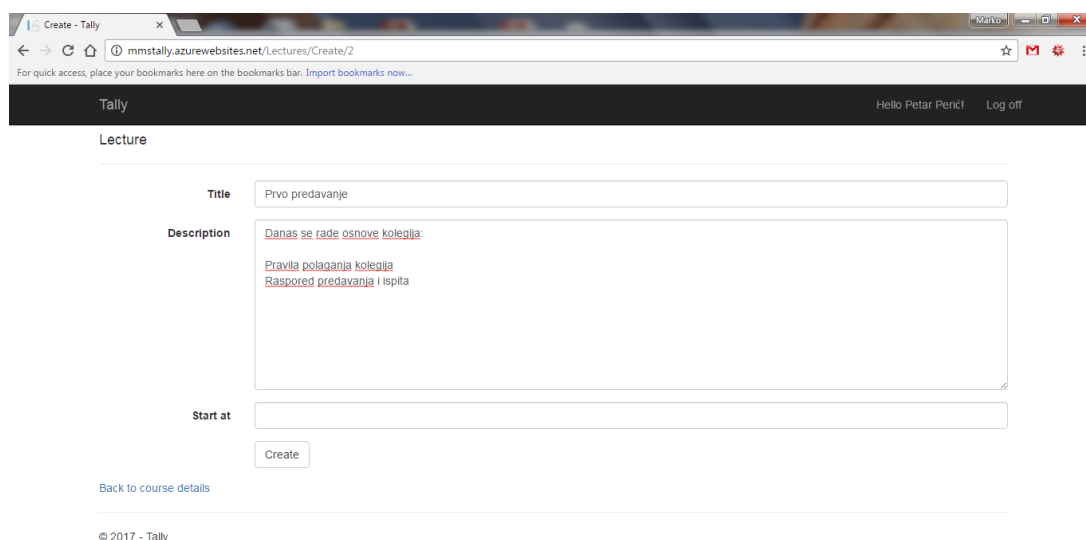 Create - Tally
Marko
mmstally.azurewebsites.net/Lectures/Create/2
For quick access, place your bookmarks here on the bookmarks bar. Import bookmarks now...
Tally Hello Petar Perić! Log off
Lecture
Title Prvo predavanje
Description Danas se rade osnove kolegija:
Pravila polaganja kolegija
Raspored predavanja i ispita
Start at
Create
Back to course details
© 2017 - Tally